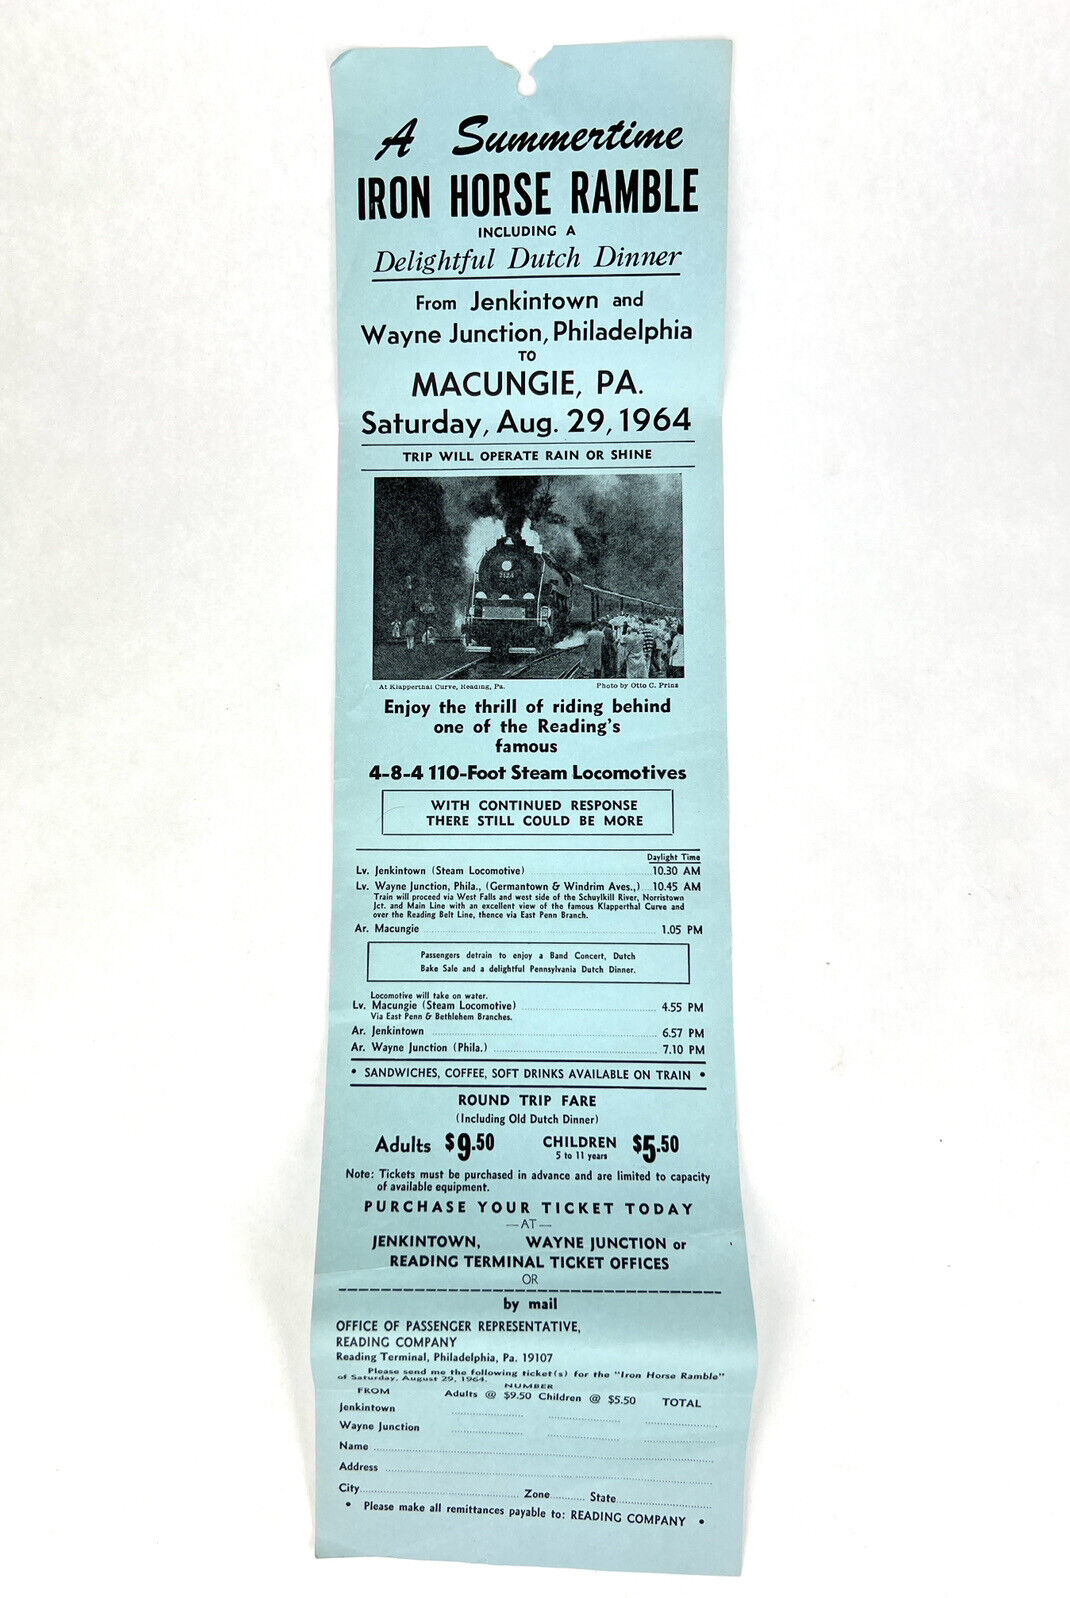 A Summertime
IRON HORSE RAMBLE
INCLUDING A
Delightful Dutch Dinner
From Jenkintown and
Wayne Junction, Philadelphia
TO
MACUNGIE, PA.
Saturday, Aug. 29, 1964
TRIP WILL OPERATE RAIN OR SHINE
2124
At Klapperthal Curve, Reading, Pa. Photo by Otto C. Prinz
Enjoy the thrill of riding behind
one of the Reading's
famous
4-8-4 110-Foot Steam Locomotives
WITH CONTINUED RESPONSE
THERE STILL COULD BE MORE
Daylight Time
Lv. Jenkintown (Steam Locomotive) 10.30 AM
Lv. Wayne Junction, Phila., (Germantown & Windrim Aves.,) 10.45 AM
Train will proceed via West Falls and west side of the Schuylkill River, Norristown
Jct. and Main Line with an excellent view of the famous Klapperthal Curve and
over the Reading Belt Line, thence via East Penn Branch.
Ar. Macungie 1.05 PM
Passengers detrain to enjoy a Band Concert, Dutch
Bake Sale and a delightful Pennsylvania Dutch Dinner.
Locomotive will take on water.
Lv. Macungie (Steam Locomotive) 4.55 PM
Via East Penn & Bethlehem Branches.
Ar. Jenkintown 6.57 PM
Ar. Wayne Junction (Phila.) 7.10 PM
• SANDWICHES, COFFEE, SOFT DRINKS AVAILABLE ON TRAIN •
ROUND TRIP FARE
(Including Old Dutch Dinner)
Adults $9.50 CHILDREN 5 to 11 years $5.50
Note: Tickets must be purchased in advance and are limited to capacity
of available equipment.
PURCHASE YOUR TICKET TODAY
—AT—
JENKINTOWN, WAYNE JUNCTION or
READING TERMINAL TICKET OFFICES
OR
by mail
OFFICE OF PASSENGER REPRESENTATIVE,
READING COMPANY
Reading Terminal, Philadelphia, Pa. 19107
Please send me the following ticket(s) for the "Iron Horse Ramble"
of Saturday, August 29, 1964.
NUMBER
FROM Adults @ $9.50 Children @ $5.50 TOTAL
Jenkintown
Wayne Junction
Name
Address
City Zone State
• Please make all remittances payable to: READING COMPANY •